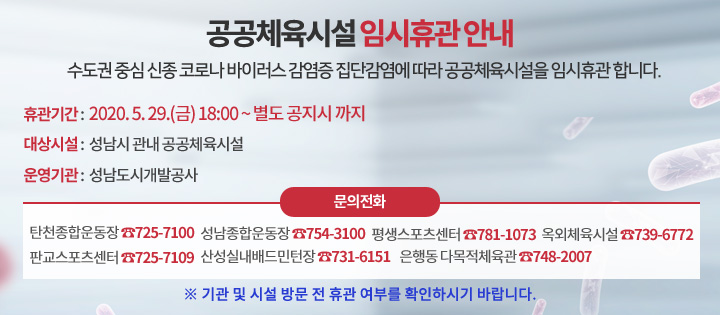 공공체육시설 임시휴관 안내
수도권 중심 신종 코로나 바이러스 감염증 집단감염에 따라 공공체육시설을 임시휴관 합니다.
휴관기간 : 2020. 5. 29.(금) 18:00 ~ 별도 공지시 까지
대상시설 : 성남시 관내 공공체육시설
운영기관 : 성남도시개발공사
문의전화
탄천종합운동장 ☎725-7100 성남종합운동장 ☎754-3100 평생스포츠센터 ☎781-1073 옥외체육시설 ☎739-6772
판교스포츠센터 ☎725-7109 산성실내배드민턴장 ☎731-6151 은행동 다목적체육관 ☎748-2007
※ 기관 및 시설 방문 전 휴관 여부를 확인하시기 바랍니다.